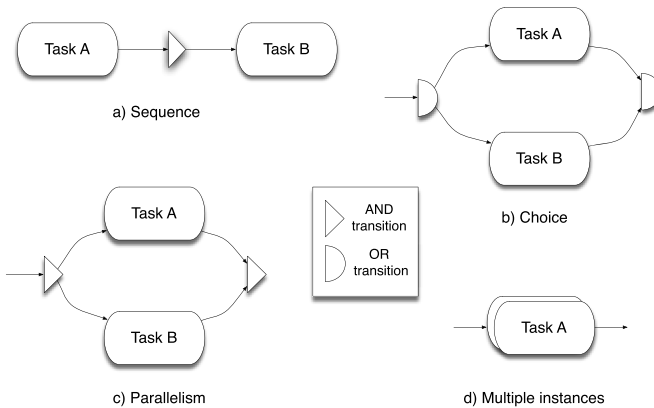 Task A
Task B
a) Sequence
Task A
Task B
b) Choice
Task A
Task B
c) Parallelism
AND
transition
OR
transition
Task A
d) Multiple instances